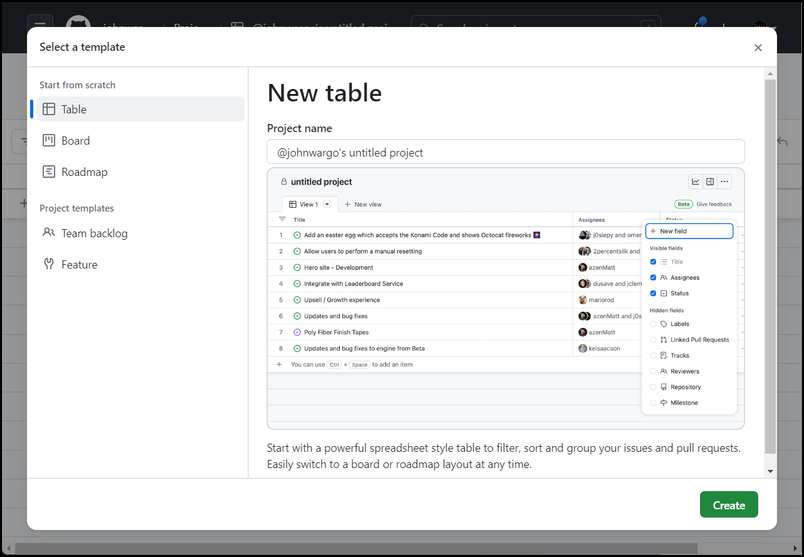 johnwargo
Proje
@johnwargo's untitled proj
Select a template
Start from scratch
Table
Board
Roadmap
Project templates
Team backlog
Feature
New table
Project name
@johnwargo's untitled project
untitled project
View 1
+ New view
Beta Give feedback
Title Assignees Status
1 Add an easter egg which accepts the Konami Code and shows Octocat fireworks j0siepy and omer
2 Allow users to perform a manual resetting 2percentsilk and
3 Hero site - Development azenMatt
4 Integrate with Leaderboard Service dusave and jclem
5 Upsell / Growth experience mariorod
6 Updates and bug fixes azenMatt and j0s
7 Poly Fiber Finish Tapes azenMatt
8 Updates and bug fixes to engine from Beta keisaacson
+ You can use Ctrl + Space to add an item
+ New field
Visible fields
Title
Assignees
Status
Hidden fields
Labels
Linked Pull Requests
Tracks
Reviewers
Repository
Milestone
Start with a powerful spreadsheet style table to filter, sort and group your issues and pull requests.
Easily switch to a board or roadmap layout at any time.
Create